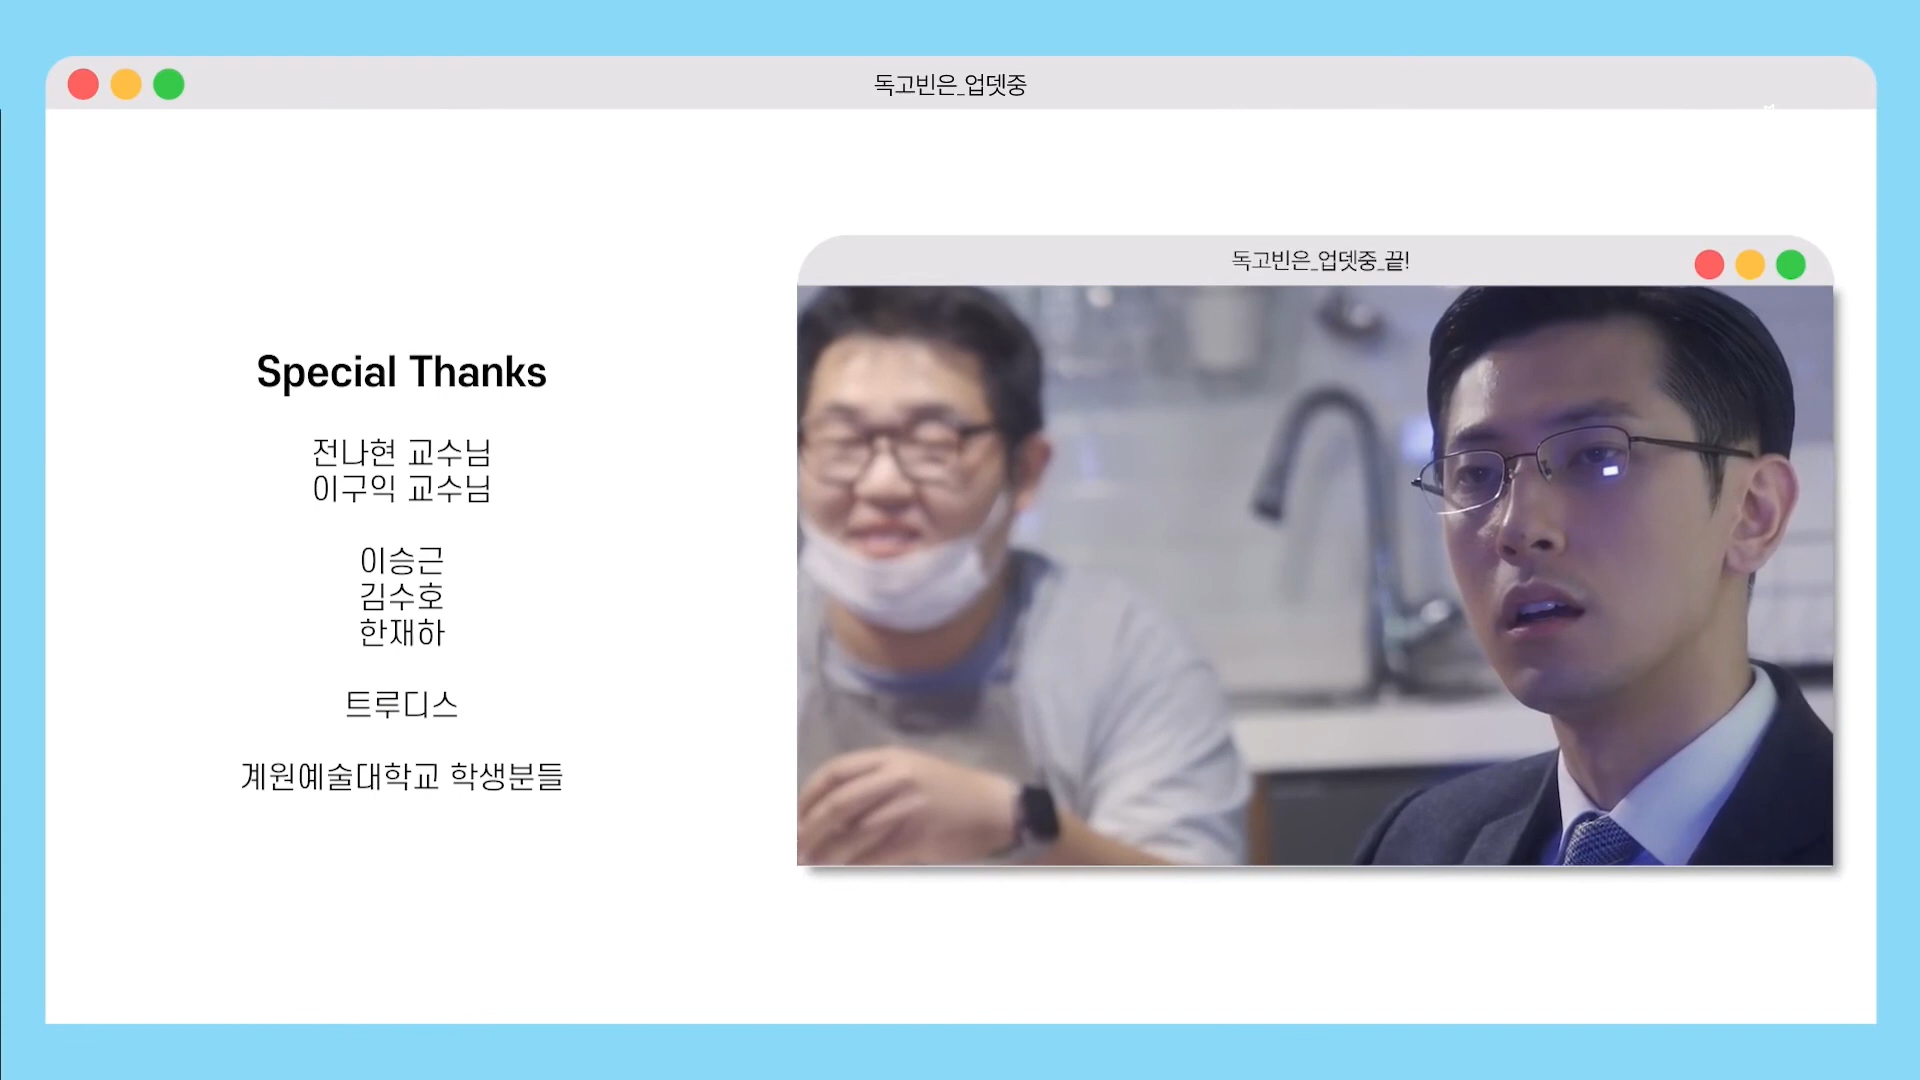 독고빈은_업뎃중
독고빈은_업뎃중_끝!
Special Thanks
전나현 교수님
이구익 교수님
이승근
김수호
한재하
트루디스
계원예술대학교 학생분들